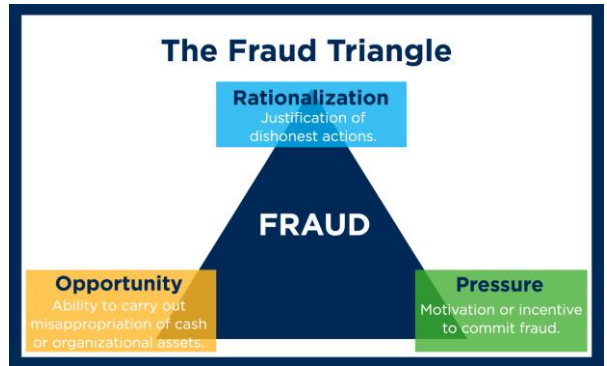 The Fraud Triangle
Rationalization
Justification of
dishonest actions.
FRAUD
Opportunity
Ability to carry out
misappropriation of cash
or organizational assets.
Pressure
Motivation or incentive
to commit fraud.